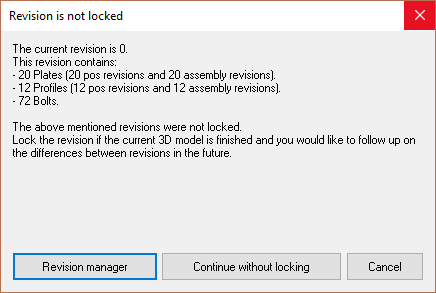 Revision is not locked
The current revision is 0.
This revision contains:
- 20 Plates (20 pos revisions and 20 assembly revisions).
- 12 Profiles (12 pos revisions and 12 assembly revisions).
- 72 Bolts.
The above mentioned revisions were not locked.
Lock the revision if the current 3D model is finished and you would like to follow up on
the differences between revisions in the future.
Revision manager
Continue without locking
Cancel